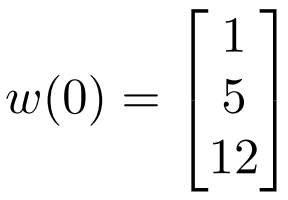 w(0) = [1
5
12]